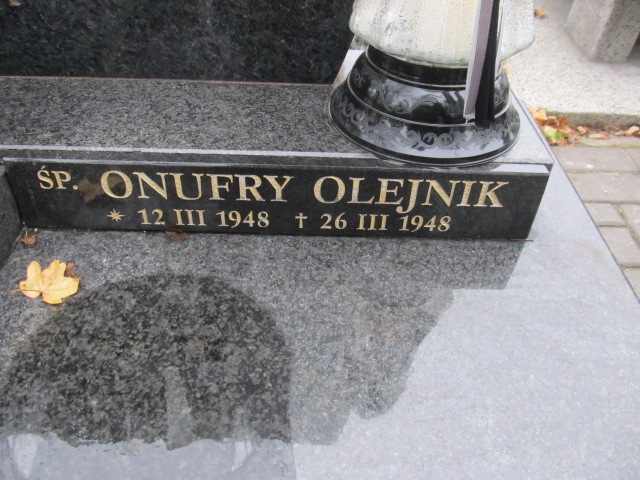 ŚP. ONUFRY OLEJNIK
* 12 III 1948 † 26 III 1948